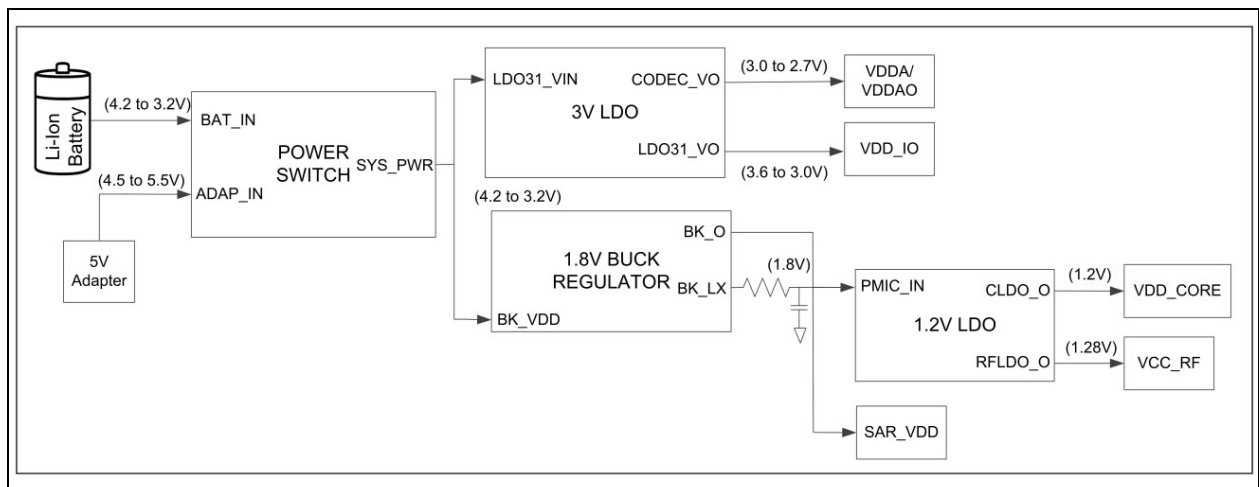 Li-Ion
Battery
(4.2 to 3.2V)
(4.5 to 5.5V)
5V
Adapter
BAT_IN
POWER
SWITCH
SYS_PWR
ADAP_IN
LDO31_VIN
CODEC_VO
3V LDO
LDO31_VO
(3.0 to 2.7V)
VDDA/
VDDAO
VDD_IO
(3.6 to 3.0V)
(4.2 to 3.2V)
BK_O
1.8V BUCK
REGULATOR
BK_LX
BK_VDD
(1.8V)
PMIC_IN
CLDO_O
1.2V LDO
RFLDO_O
(1.2V)
VDD_CORE
(1.28V)
VCC_RF
SAR_VDD